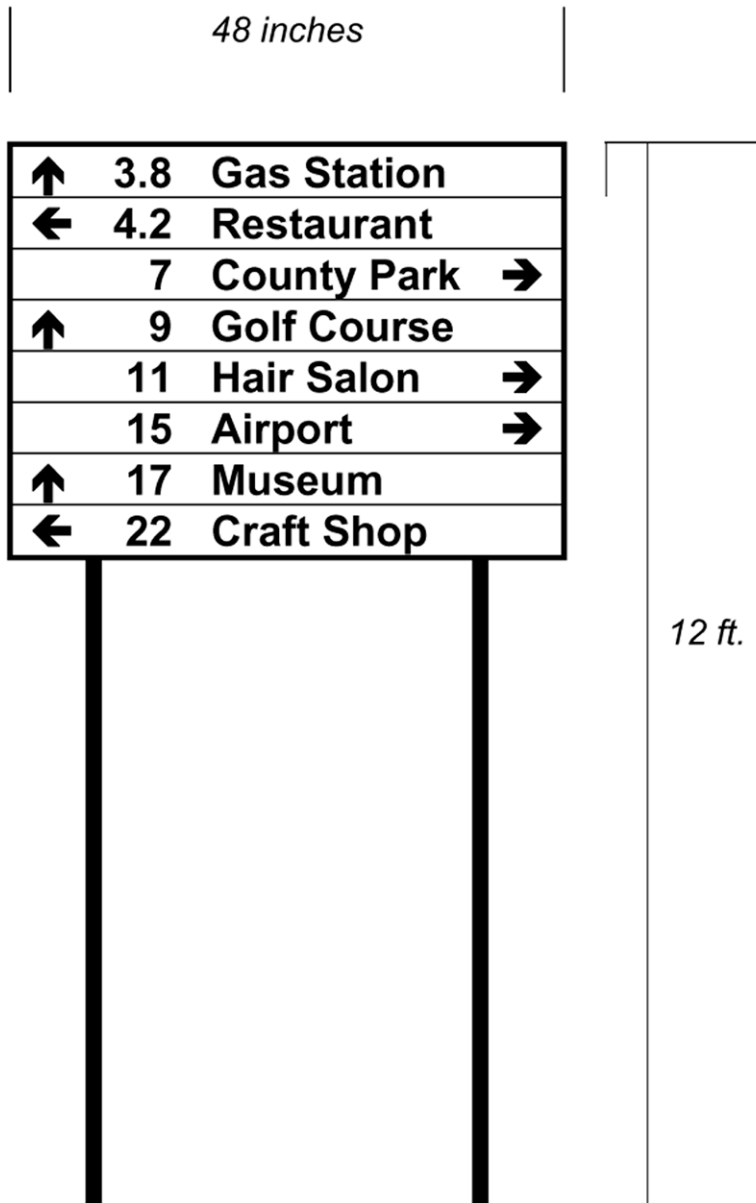 48 inches
3.8 Gas Station
4.2 Restaurant
7 County Park
9 Golf Course
11 Hair Salon
15 Airport
17 Museum
22 Craft Shop
12 ft.